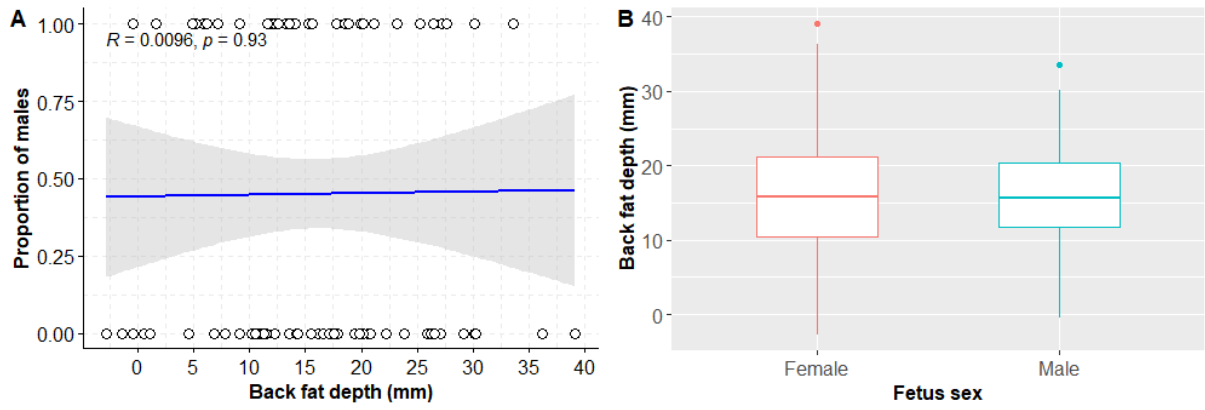 A
1.00
R = 0.0096, p = 0.93
0.75
0.50
0.25
0.00
Proportion of males
0 5 10 15 20 25 30 35 40
Back fat depth (mm)
B
40
30
20
10
0
Back fat depth (mm)
Female Male
Fetus sex